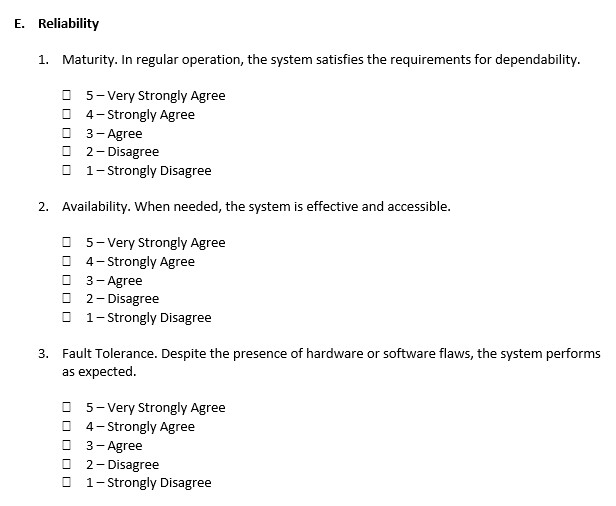 E. Reliability
1. Maturity. In regular operation, the system satisfies the requirements for dependability.
☐ 5 – Very Strongly Agree
☐ 4 – Strongly Agree
☐ 3 – Agree
☐ 2 – Disagree
☐ 1 – Strongly Disagree
2. Availability. When needed, the system is effective and accessible.
☐ 5 – Very Strongly Agree
☐ 4 – Strongly Agree
☐ 3 – Agree
☐ 2 – Disagree
☐ 1 – Strongly Disagree
3. Fault Tolerance. Despite the presence of hardware or software flaws, the system performs
as expected.
☐ 5 – Very Strongly Agree
☐ 4 – Strongly Agree
☐ 3 – Agree
☐ 2 – Disagree
☐ 1 – Strongly Disagree